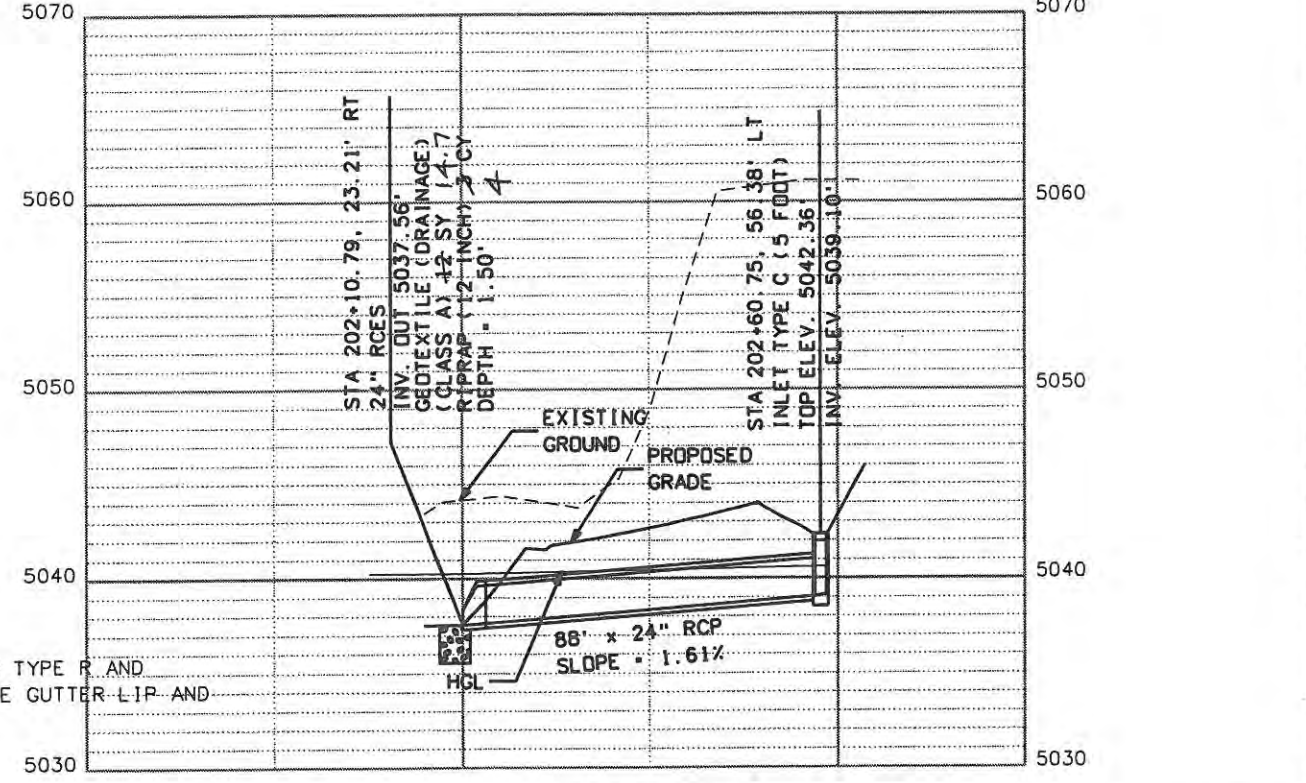 5070
5070
STA 202+10.79, 23.21' RT
24" RCES
INV. OUT 5037.56'
GEOTEXTILE (DRAINAGE)
(CLASS A) 12 SY 14.7
RIPRAP (12 INCH) 3 CY
4
DEPTH = 1.50'
STA 202+60.75, 56.38' LT
INLET TYPE C (5 FOOT)
TOP ELEV. 5042.36'
INV. ELEV. 5039.10'
5060
5060
5050
5050
EXISTING
GROUND
PROPOSED
GRADE
5040
5040
88' x 24" RCP
SLOPE = 1.61%
HGL
TYPE R AND
E GUTTER LIP AND
5030
5030